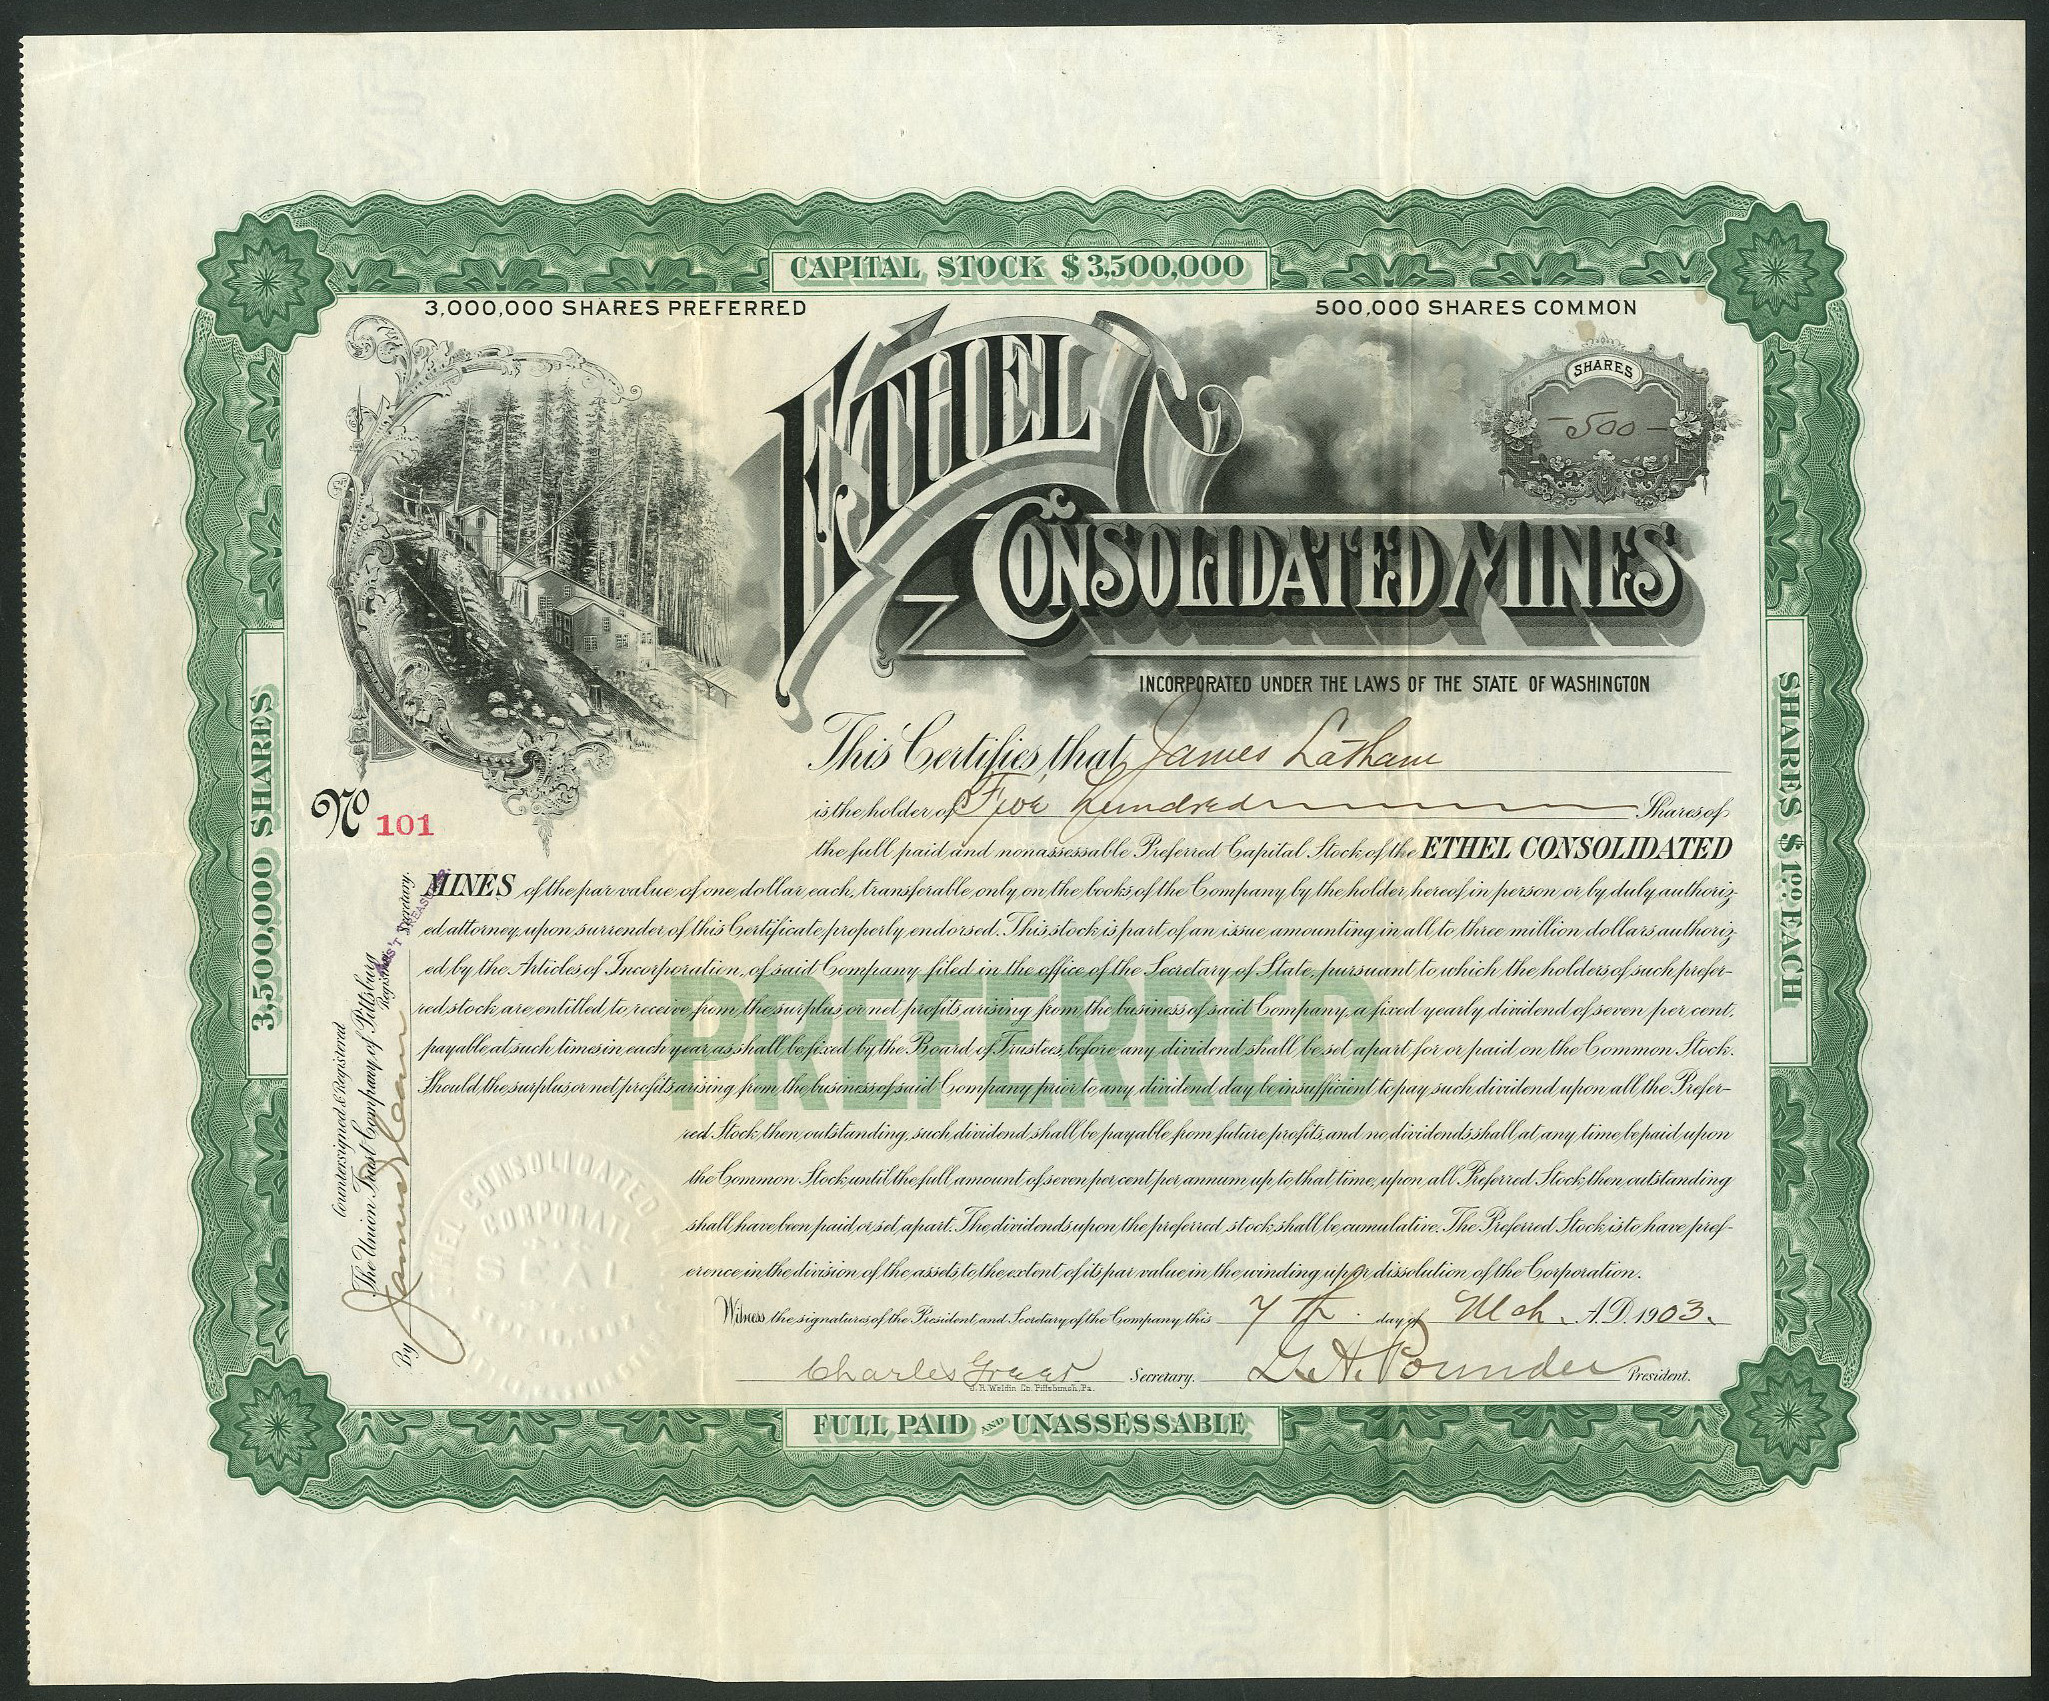 CAPITAL STOCK $3,500,000
3,000,000 SHARES PREFERRED
500,000 SHARES COMMON
SHARES
-500-
ETHEL
CONSOLIDATED MINES
INCORPORATED UNDER THE LAWS OF THE STATE OF WASHINGTON
This Certifies that James Latham
is the holder of Five hundred Shares of
No 101
the full paid and nonassessable Preferred Capital Stock of the ETHEL CONSOLIDATED
MINES of the par value of one dollar each, transferable only on the books of the Company by the holder hereof in person or by duly authoriz-
ed attorney upon surrender of this Certificate properly endorsed. This stock is part of an issue amounting in all to three million dollars authoriz-
ed by the Articles of Incorporation of said Company filed in the office of the Secretary of State, pursuant to which the holders of such prefer-
red stock are entitled to receive from the surplus or net profits arising from the business of said Company, a fixed yearly dividend of seven per cent,
payable at such times in each year as shall be fixed by the Board of Trustees, before any dividend shall be set apart for or paid on the Common Stock.
Should the surplus or net profits arising from the business of said Company prior to any dividend day be insufficient to pay such dividend upon all the Prefer-
red Stock then outstanding, such dividend shall be payable from future profits, and no dividends shall at any time be paid upon
the Common Stock until the full amount of seven per cent per annum up to that time, upon all Preferred Stock then outstanding
shall have been paid or set apart. The dividends upon the preferred stock shall be cumulative. The Preferred Stock is to have pref-
erence in the division of the assets to the extent of its par value in the winding up or dissolution of the Corporation.
PREFERRED
Witness the signatures of the President and Secretary of the Company this 7th day of Mch. A.D. 1903.
Charles Secretary. G. H. Pounder President.
J. R. Weldin Co. Pittsburgh, Pa.
FULL PAID AND UNASSESSABLE
3,500,000 SHARES
SHARES $1.00 EACH
Countersigned & Registered
The Union Trust Company of Pittsburg
Registrar
By James Secretary.
ASS'T TREASURER
ETHEL CONSOLIDATED
CORPORATE
SEAL
SEPT 10, 1902